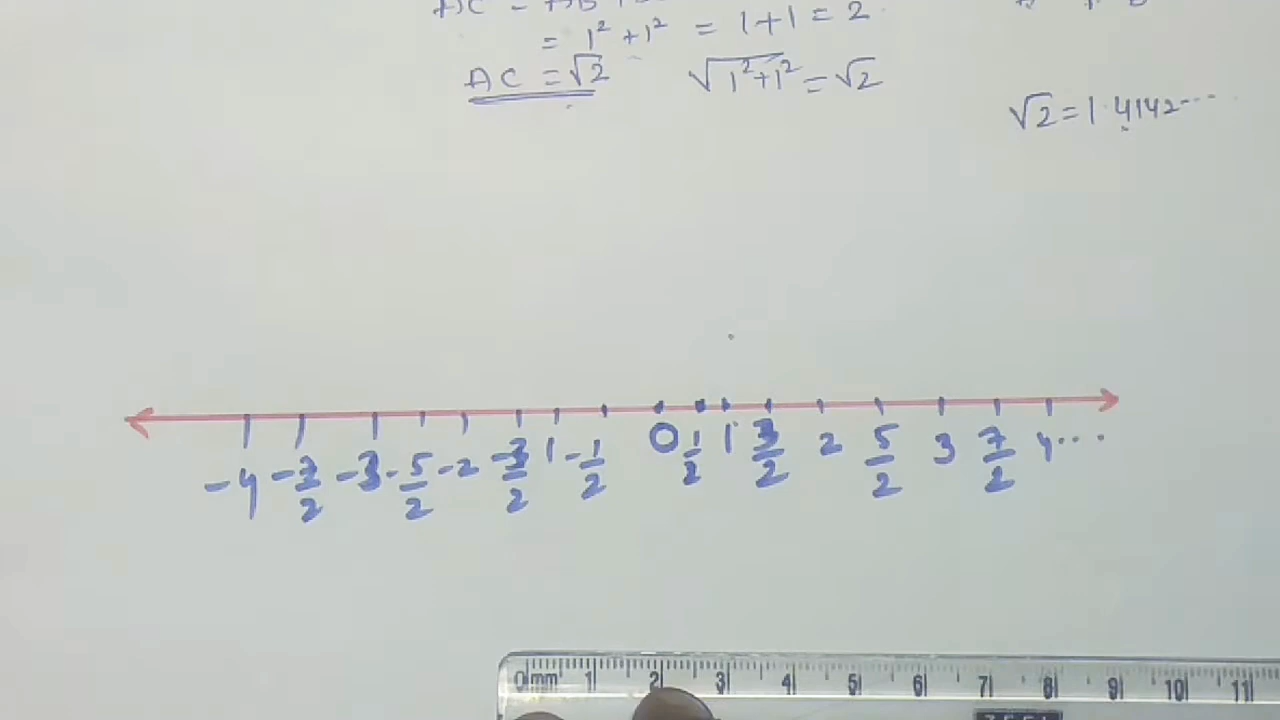 = 1² + 1² = 1+1 = 2
AC = √2 √1²+1² = √2
√2 = 1.4142...
0 1/2 1 3/2 2 5/2 3 7/2 4...
-4 -7/2 -3 -5/2 -2 -3/2 1 -1/2
0 mm 1 2 3 4 5 6 7 8 9 10 11